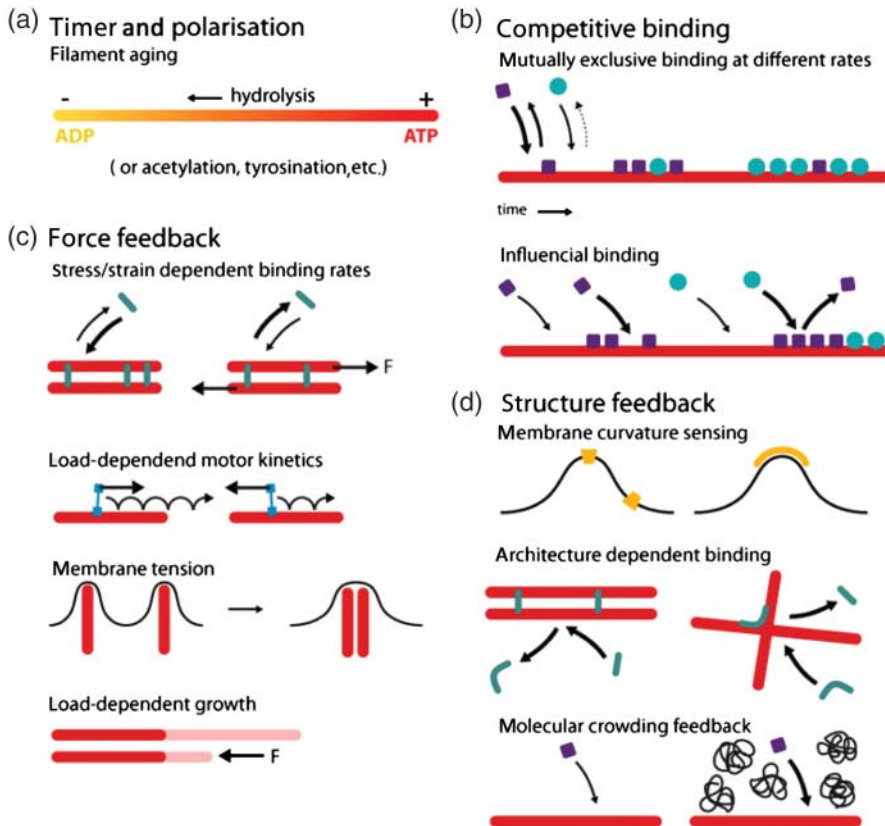 (a) Timer and polarisation
Filament aging
- hydrolysis +
ADP ATP
( or acetylation, tyrosination,etc.)
(b) Competitive binding
Mutually exclusive binding at different rates
time
Influencial binding
(c) Force feedback
Stress/strain dependent binding rates
F
Load-dependend motor kinetics
Membrane tension
Load-dependent growth
F
(d) Structure feedback
Membrane curvature sensing
Architecture dependent binding
Molecular crowding feedback